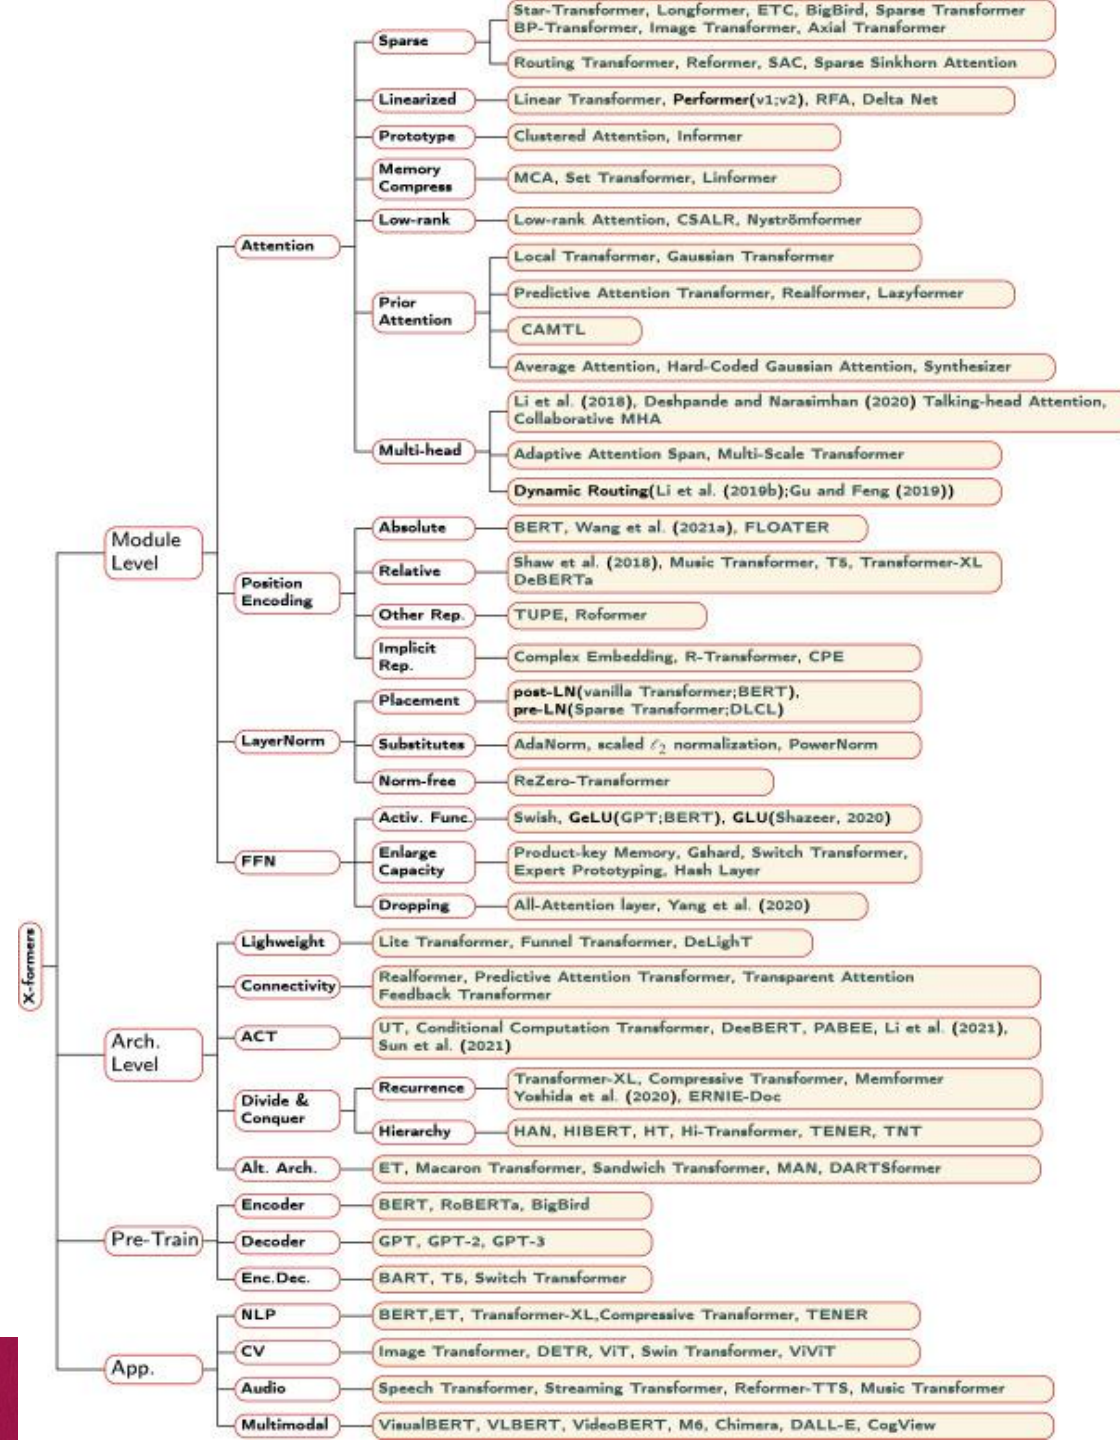 Star-Transformer, Longformer, ETC, BigBird, Sparse Transformer
BP-Transformer, Image Transformer, Axial Transformer
Sparse
Routing Transformer, Reformer, SAC, Sparse Sinkhorn Attention
Linearized
Linear Transformer, Performer(v1;v2), RFA, Delta Net
Prototype
Clustered Attention, Informer
Memory
Compress
MCA, Set Transformer, Linformer
Low-rank
Low-rank Attention, CSALR, Nyströmformer
Attention
Local Transformer, Gaussian Transformer
Predictive Attention Transformer, Realformer, Lazyformer
Prior
Attention
CAMTL
Average Attention, Hard-Coded Gaussian Attention, Synthesizer
Li et al. (2018), Deshpande and Narasimhan (2020) Talking-head Attention,
Collaborative MHA
Multi-head
Adaptive Attention Span, Multi-Scale Transformer
Dynamic Routing(Li et al. (2019b);Gu and Feng (2019))
Module
Level
Absolute
BERT, Wang et al. (2021a), FLOATER
Position
Encoding
Relative
Shaw et al. (2018), Music Transformer, T5, Transformer-XL
DeBERTa
Other Rep.
TUPE, Roformer
Implicit
Rep.
Complex Embedding, R-Transformer, CPE
Placement
post-LN(vanilla Transformer;BERT),
pre-LN(Sparse Transformer;DLCL)
LayerNorm
Substitutes
AdaNorm, scaled ℓ2 normalization, PowerNorm
Norm-free
ReZero-Transformer
Activ. Func.
Swish, GeLU(GPT;BERT), GLU(Shazeer, 2020)
FFN
Enlarge
Capacity
Product-key Memory, Gshard, Switch Transformer,
Expert Prototyping, Hash Layer
Dropping
All-Attention layer, Yang et al. (2020)
X-formers
Lighweight
Lite Transformer, Funnel Transformer, DeLighT
Connectivity
Realformer, Predictive Attention Transformer, Transparent Attention
Feedback Transformer
Arch.
Level
ACT
UT, Conditional Computation Transformer, DeeBERT, PABEE, Li et al. (2021),
Sun et al. (2021)
Divide &
Conquer
Recurrence
Transformer-XL, Compressive Transformer, Memformer
Yoshida et al. (2020), ERNIE-Doc
Hierarchy
HAN, HIBERT, HT, Hi-Transformer, TENER, TNT
Alt. Arch.
ET, Macaron Transformer, Sandwich Transformer, MAN, DARTSformer
Pre-Train
Encoder
BERT, RoBERTa, BigBird
Decoder
GPT, GPT-2, GPT-3
Enc.Dec.
BART, T5, Switch Transformer
App.
NLP
BERT,ET, Transformer-XL,Compressive Transformer, TENER
CV
Image Transformer, DETR, ViT, Swin Transformer, ViViT
Audio
Speech Transformer, Streaming Transformer, Reformer-TTS, Music Transformer
Multimodal
VisualBERT, VLBERT, VideoBERT, M6, Chimera, DALL-E, CogView